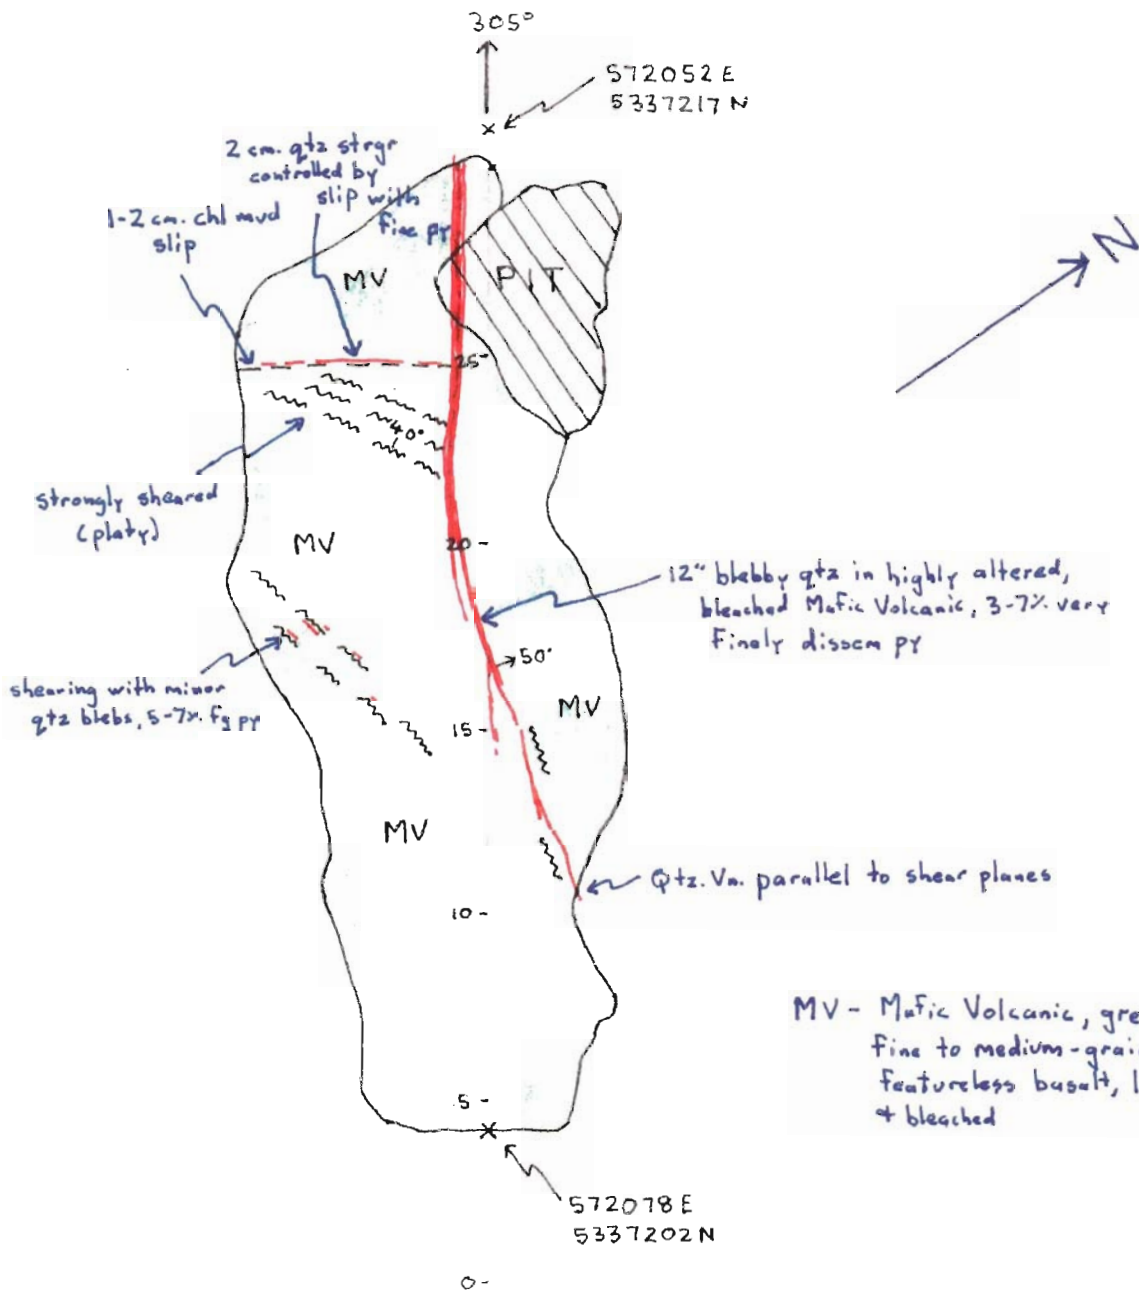 305°
572052 E
5337217 N
2 cm. qtz strgr
controlled by
slip with
fine py
1-2 cm. chl mud
slip
MV
PIT
N
25-
40°
strongly sheared
(platy)
MV
20-
12" blebby qtz in highly altered,
bleached Mafic Volcanic, 3-7% very
finely dissem py
50°
shearing with minor
qtz blebs, 5-7% fg py
MV
15-
MV
Qtz. Vn. parallel to shear planes
10-
MV - Mafic Volcanic, gre
fine to medium-grai
featureless basalt, l
& bleached
5-
572078 E
5337202 N
0-